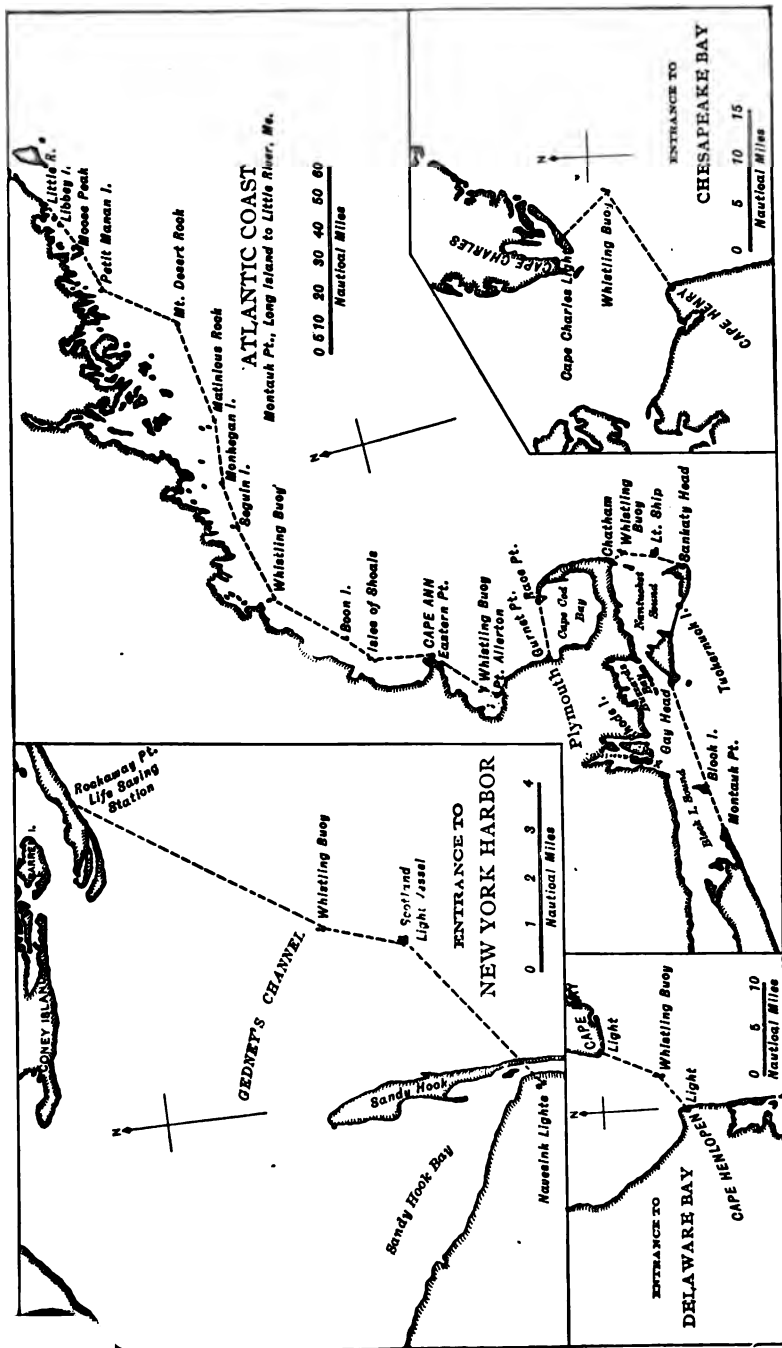 ATLANTIC COAST
Montauk Pt., Long Island to Little River, Me.
0 5 10 20 30 40 50 60
Nautical Miles
N
Little R.
Libbey I.
Moose Peak
Petit Manan I.
Mt. Desert Rock
Matinicus Rock
Monhegan I.
Seguin I.
Whistling Buoy
Boon I.
Isles of Shoals
CAPE ANN
Eastern Pt.
Whistling Buoy
Pt. Allerton
Gurnet Pt.
Race Pt.
Plymouth
Cape Cod
Bay
Chatham
Whistling
Buoy
Lt. Ship
Sankaty Head
Nantucket
Sound
Tuckernuck I.
Rhode I.
Gay Head
Block I.
Block I. Sound
Montauk Pt.
ENTRANCE TO
NEW YORK HARBOR
0 1 2 3 4
Nautical Miles
N
CONEY ISLAND
BARREN I.
Rockaway Pt.
Life Saving
Station
GEDNEY'S CHANNEL
Whistling Buoy
Scotland
Light Vessel
Sandy Hook
Sandy Hook Bay
Navesink Lights
ENTRANCE TO
DELAWARE BAY
N
CAPE MAY
Light
Whistling Buoy
Light
CAPE HENLOPEN
0 5 10
Nautical Miles
ENTRANCE TO
CHESAPEAKE BAY
0 5 10 15
Nautical Miles
N
CAPE CHARLES
Cape Charles Light
Whistling Buoy
CAPE HENRY